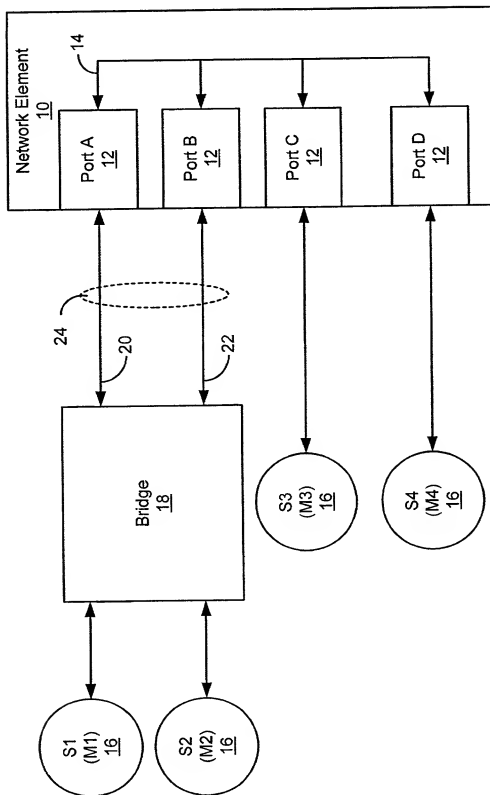 Network Element
10
14
Port A
12
Port B
12
Port C
12
Port D
12
24
20
22
Bridge
18
S1
(M1)
16
S2
(M2)
16
S3
(M3)
16
S4
(M4)
16